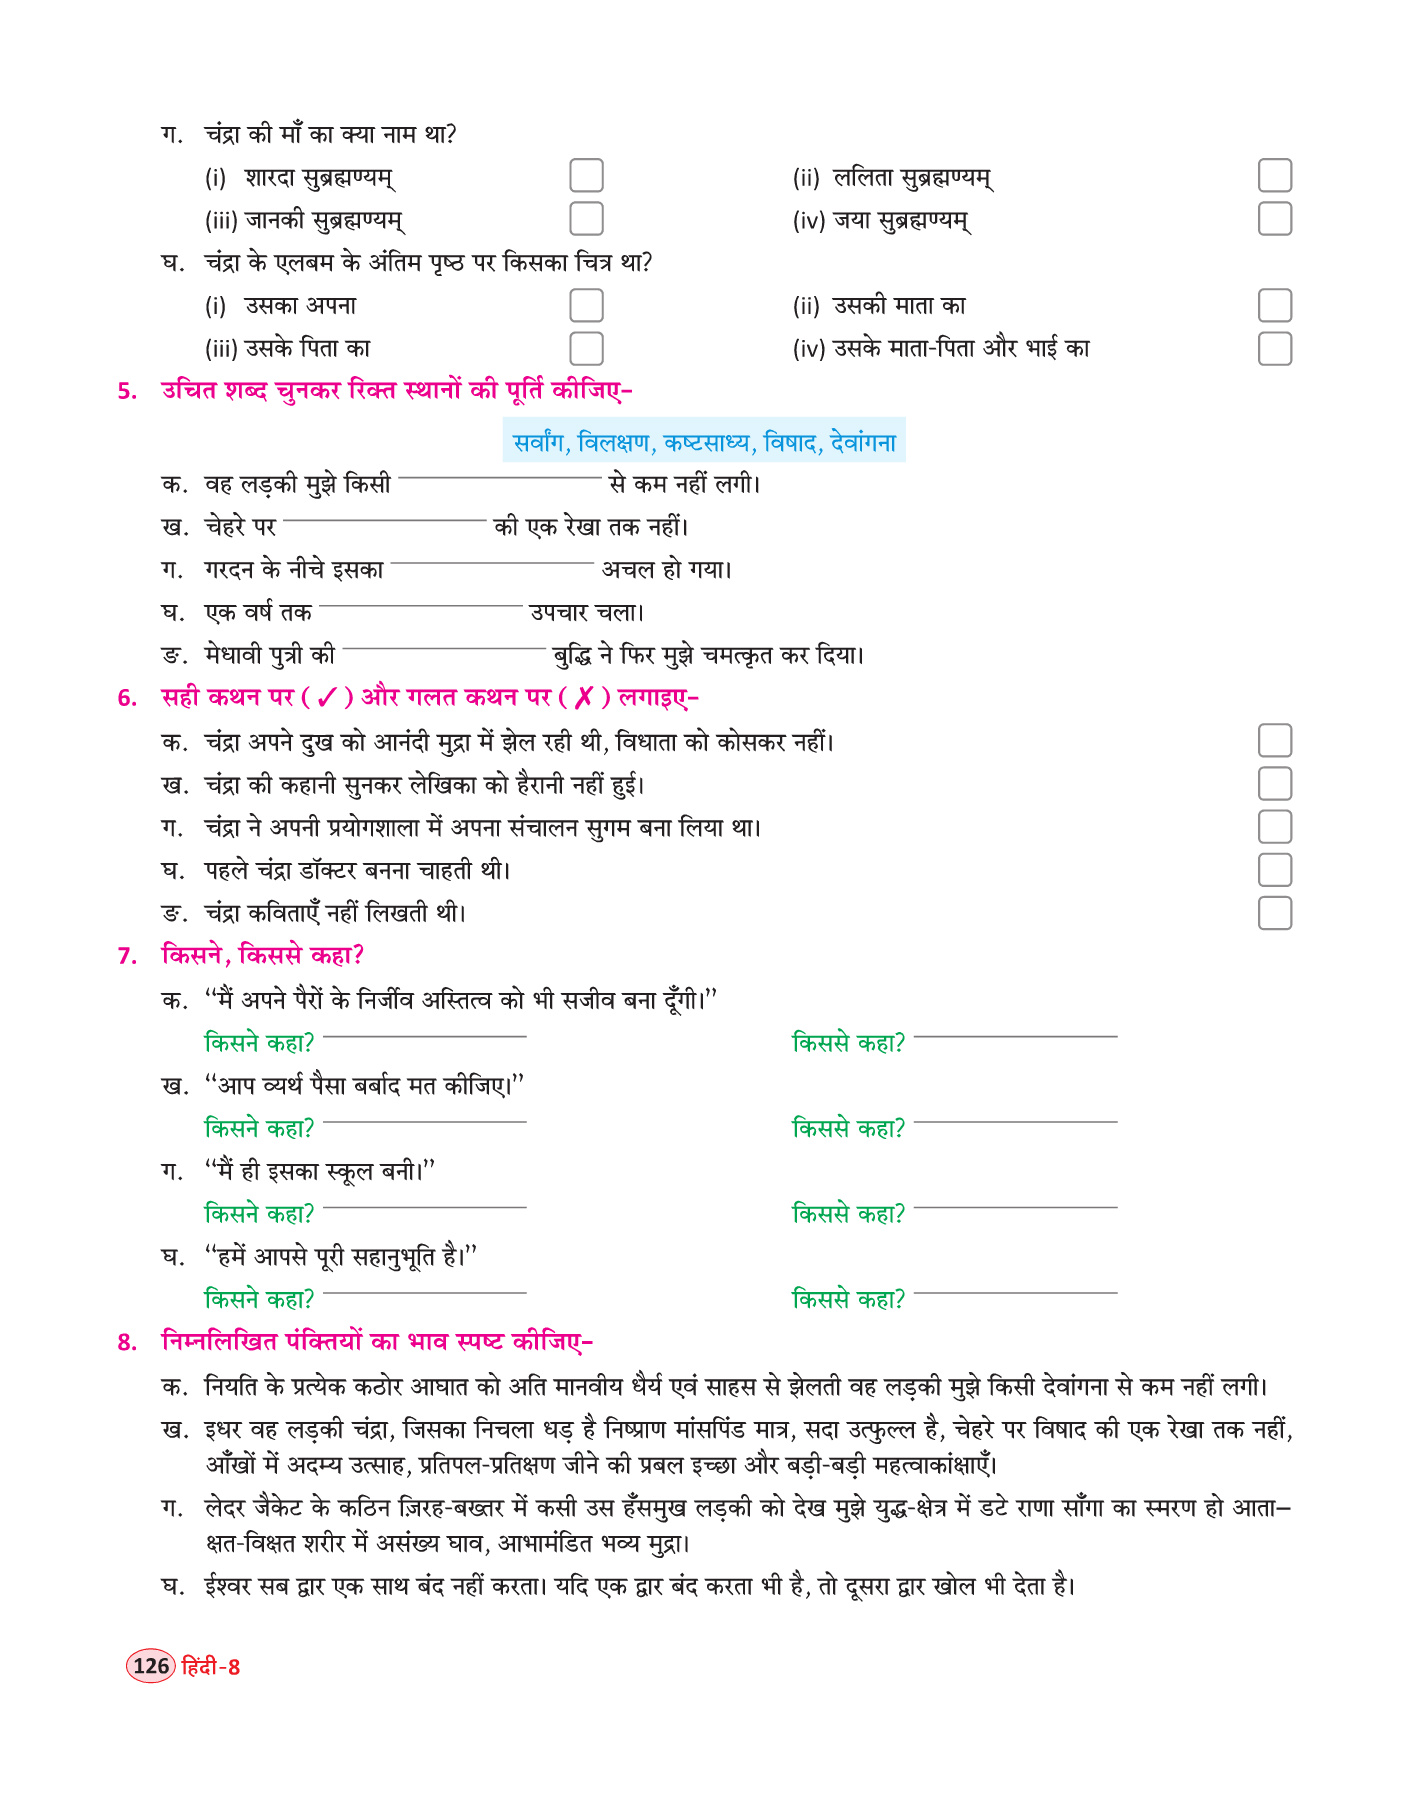 ग. चंद्रा की माँ का क्या नाम था?
(i) शारदा सुब्रह्मण्यम् (ii) ललिता सुब्रह्मण्यम्
(iii) जानकी सुब्रह्मण्यम् (iv) जया सुब्रह्मण्यम्
घ. चंद्रा के एलबम के अंतिम पृष्ठ पर किसका चित्र था?
(i) उसका अपना (ii) उसकी माता का
(iii) उसके पिता का (iv) उसके माता-पिता और भाई का
5. उचित शब्द चुनकर रिक्त स्थानों की पूर्ति कीजिए–
सर्वांग, विलक्षण, कष्टसाध्य, विषाद, देवांगना
क. वह लड़की मुझे किसी ____________ से कम नहीं लगी।
ख. चेहरे पर ____________ की एक रेखा तक नहीं।
ग. गरदन के नीचे इसका ____________ अचल हो गया।
घ. एक वर्ष तक ____________ उपचार चला।
ङ. मेधावी पुत्री की ____________ बुद्धि ने फिर मुझे चमत्कृत कर दिया।
6. सही कथन पर (✓) और गलत कथन पर (✗) लगाइए–
क. चंद्रा अपने दुख को आनंदी मुद्रा में झेल रही थी, विधाता को कोसकर नहीं।
ख. चंद्रा की कहानी सुनकर लेखिका को हैरानी नहीं हुई।
ग. चंद्रा ने अपनी प्रयोगशाला में अपना संचालन सुगम बना लिया था।
घ. पहले चंद्रा डॉक्टर बनना चाहती थी।
ङ. चंद्रा कविताएँ नहीं लिखती थी।
7. किसने, किससे कहा?
क. “मैं अपने पैरों के निर्जीव अस्तित्व को भी सजीव बना दूँगी।”
किसने कहा? ____________ किससे कहा? ____________
ख. “आप व्यर्थ पैसा बर्बाद मत कीजिए।”
किसने कहा? ____________ किससे कहा? ____________
ग. “मैं ही इसका स्कूल बनी।”
किसने कहा? ____________ किससे कहा? ____________
घ. “हमें आपसे पूरी सहानुभूति है।”
किसने कहा? ____________ किससे कहा? ____________
8. निम्नलिखित पंक्तियों का भाव स्पष्ट कीजिए–
क. नियति के प्रत्येक कठोर आघात को अति मानवीय धैर्य एवं साहस से झेलती वह लड़की मुझे किसी देवांगना से कम नहीं लगी।
ख. इधर वह लड़की चंद्रा, जिसका निचला धड़ है निष्प्राण मांसपिंड मात्र, सदा उत्फुल्ल है, चेहरे पर विषाद की एक रेखा तक नहीं,
आँखों में अदम्य उत्साह, प्रतिपल-प्रतिक्षण जीने की प्रबल इच्छा और बड़ी-बड़ी महत्वाकांक्षाएँ।
ग. लेदर जैकेट के कठिन ज़िरह-बख्तर में कसी उस हँसमुख लड़की को देख मुझे युद्ध-क्षेत्र में डटे राणा साँगा का स्मरण हो आता–
क्षत-विक्षत शरीर में असंख्य घाव, आभामंडित भव्य मुद्रा।
घ. ईश्वर सब द्वार एक साथ बंद नहीं करता। यदि एक द्वार बंद करता भी है, तो दूसरा द्वार खोल भी देता है।
126 हिंदी-8